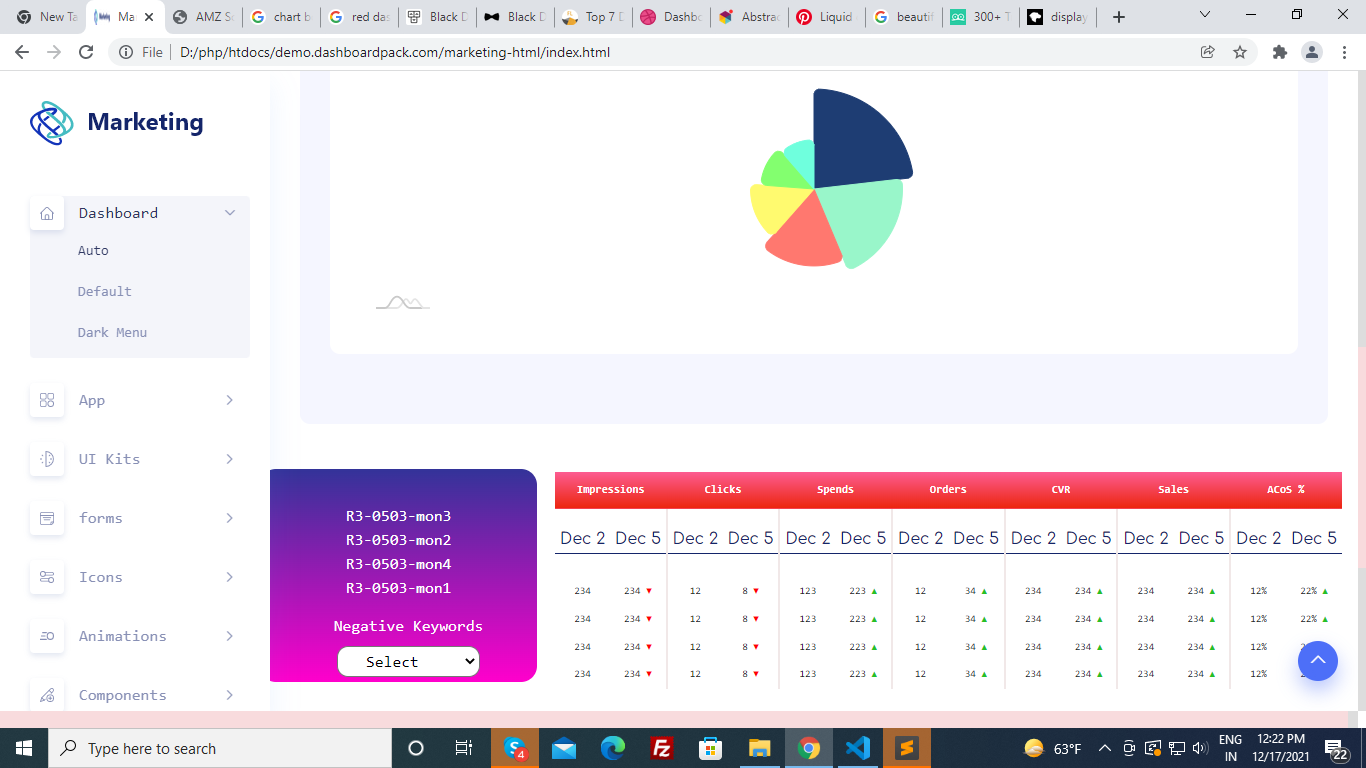 New Ta
Ma
AMZ Sc
chart b
red das
Black D
Black D
Top 7 D
Dashbo
Abstrac
Liquid
beautif
300+ T
display
File
D:/php/htdocs/demo.dashboardpack.com/marketing-html/index.html
Marketing
Dashboard
Auto
Default
Dark Menu
App
UI Kits
forms
Icons
Animations
Components
R3-0503-mon3
R3-0503-mon2
R3-0503-mon4
R3-0503-mon1
Negative Keywords
Select
Impressions Clicks Spends Orders CVR Sales ACoS %
Dec 2 Dec 5 Dec 2 Dec 5 Dec 2 Dec 5 Dec 2 Dec 5 Dec 2 Dec 5 Dec 2 Dec 5 Dec 2 Dec 5
234 234 ▼ 12 8 ▼ 123 223 ▲ 12 34 ▲ 234 234 ▲ 234 234 ▲ 12% 22% ▲
234 234 ▼ 12 8 ▼ 123 223 ▲ 12 34 ▲ 234 234 ▲ 234 234 ▲ 12% 22% ▲
234 234 ▼ 12 8 ▼ 123 223 ▲ 12 34 ▲ 234 234 ▲ 234 234 ▲ 12%
234 234 ▼ 12 8 ▼ 123 223 ▲ 12 34 ▲ 234 234 ▲ 234 234 ▲ 12%
Type here to search
4
63°F
ENG
IN
12:22 PM
12/17/2021
22